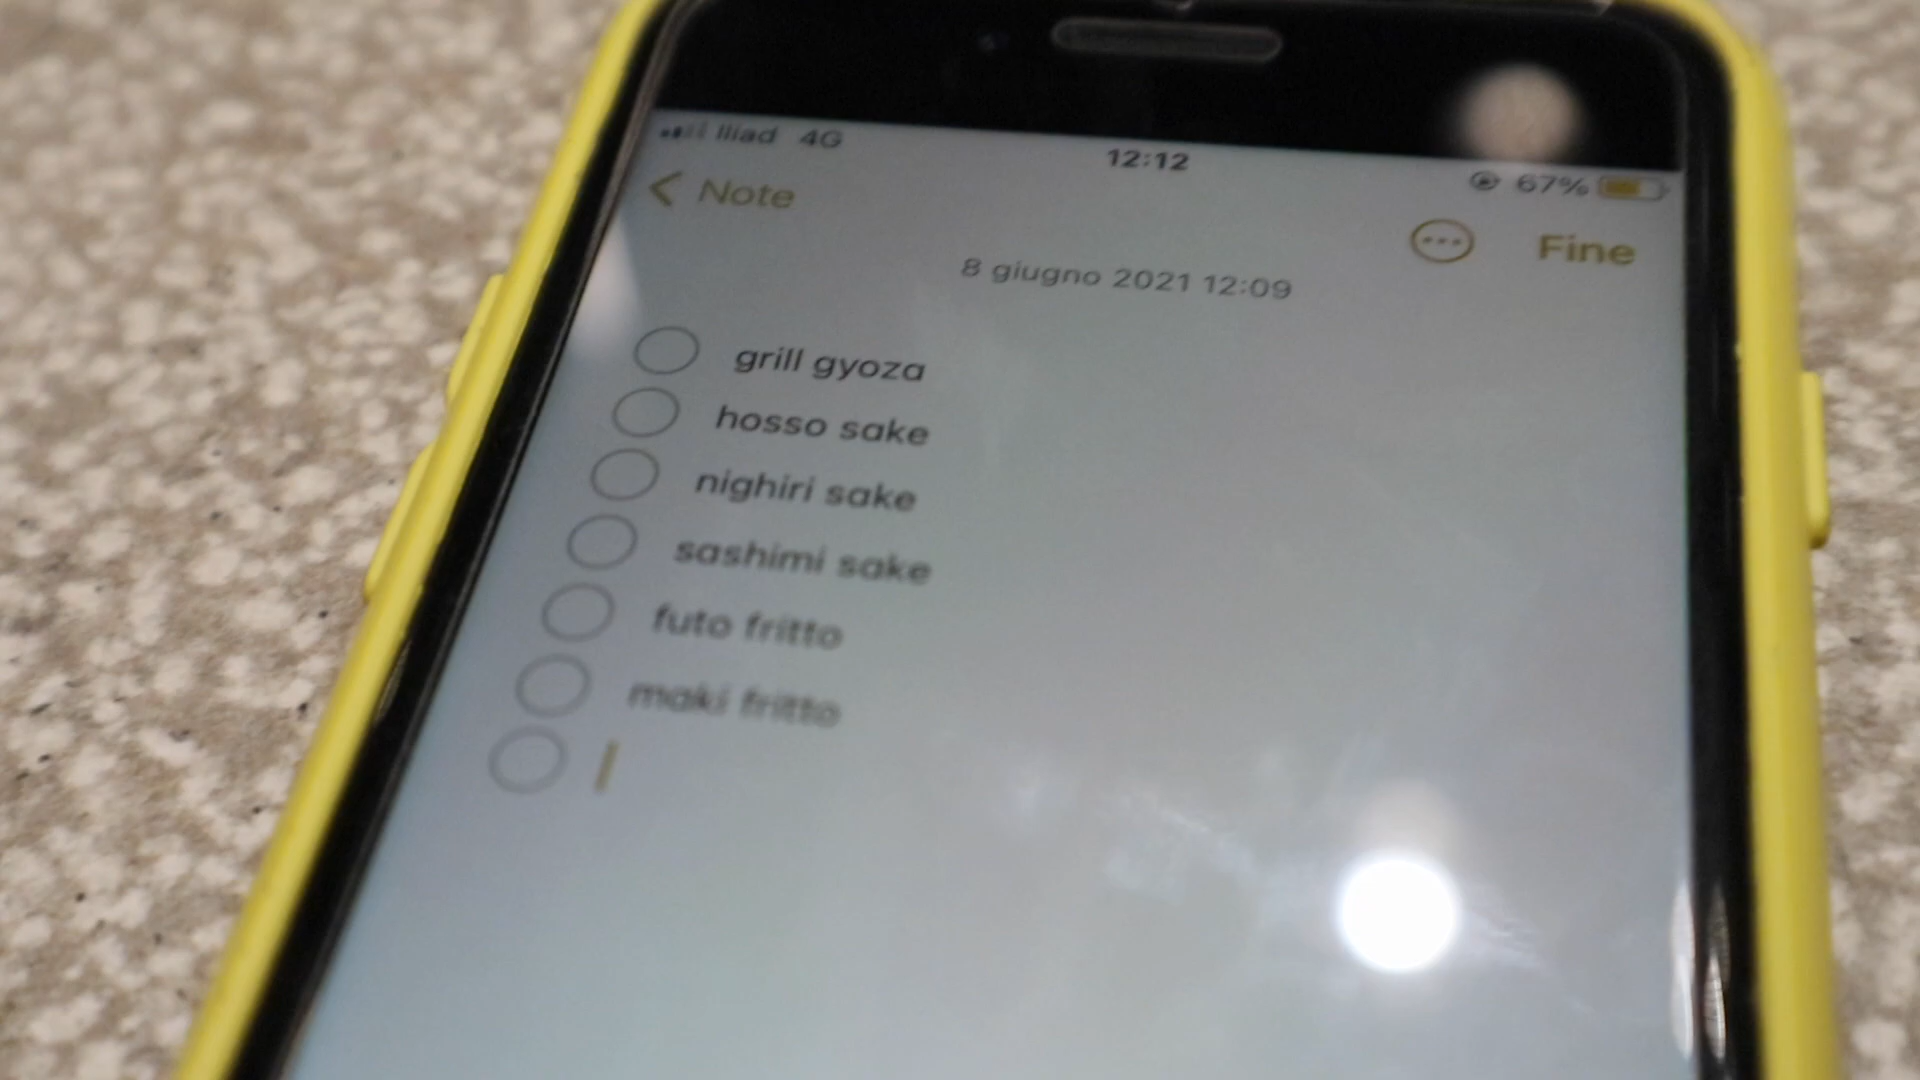 Iliad 4G 12:12 67%
Note
Fine
8 giugno 2021 12:09
grill gyoza
hosso sake
nighiri sake
sashimi sake
futo fritto
maki fritto